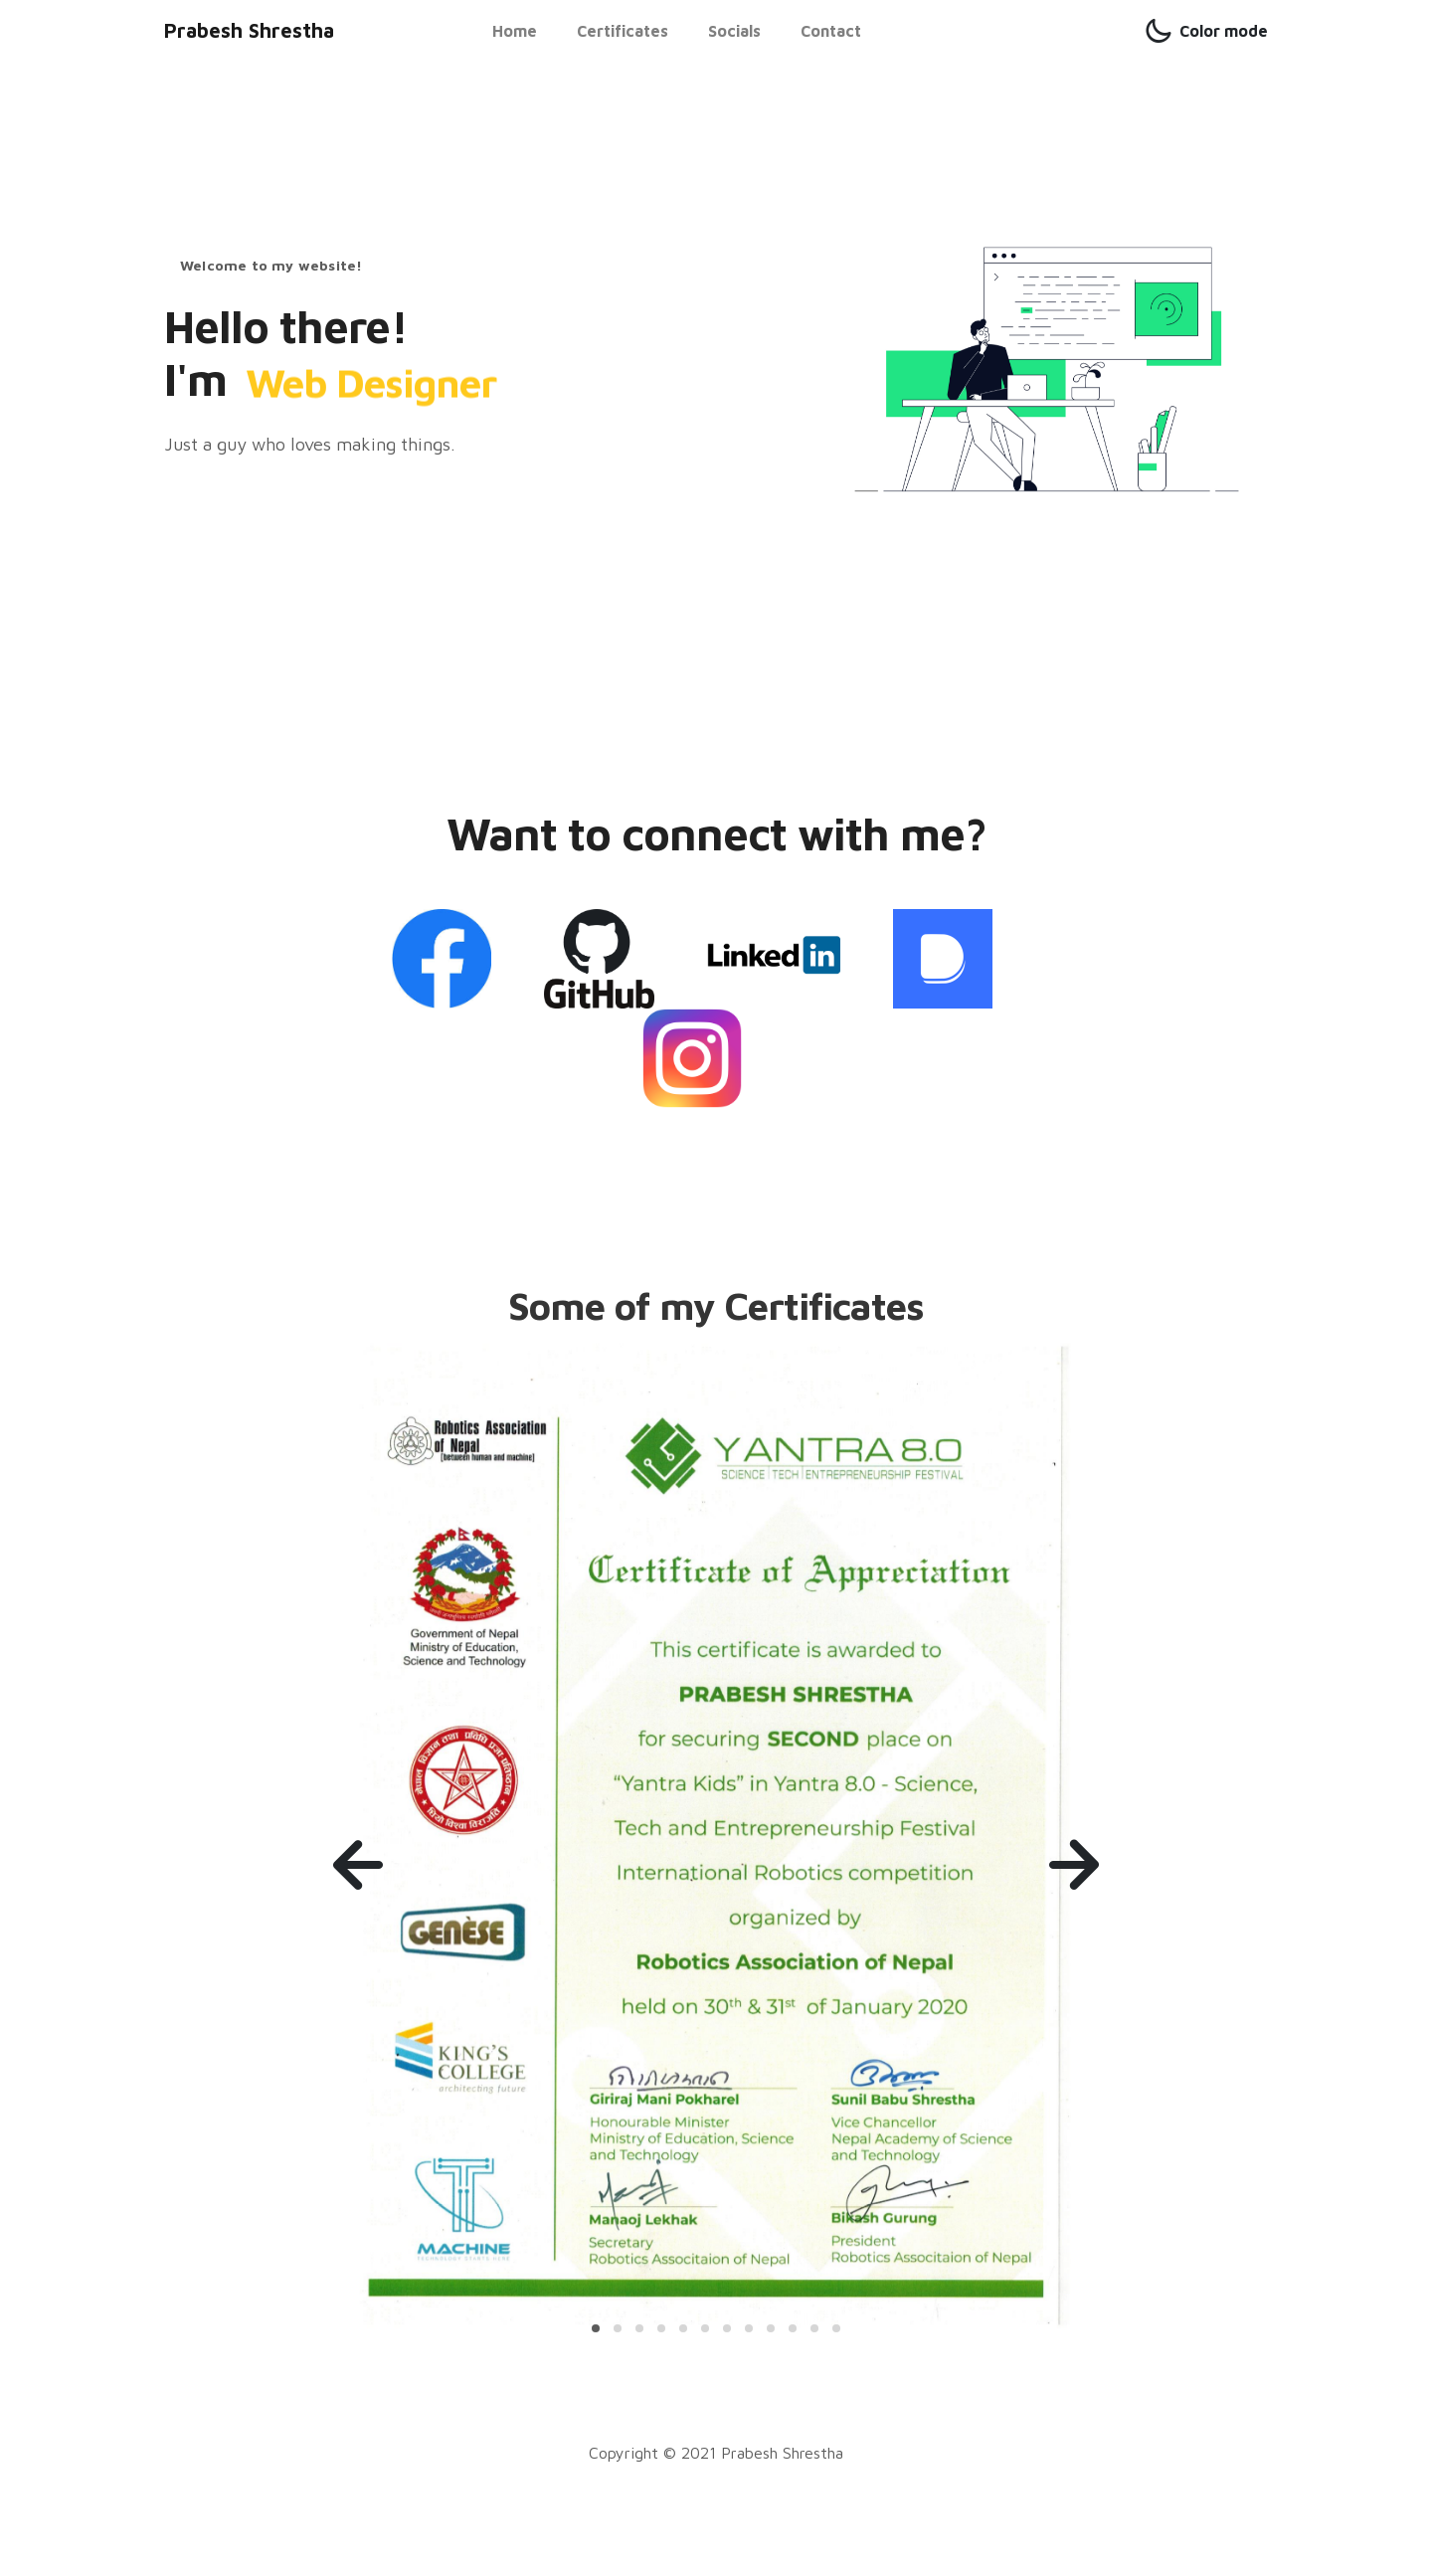 Prabesh Shrestha
Home
Certificates
Socials
Contact
Color mode
Welcome to my website!
Hello there!
I'm Web Designer
Just a guy who loves making things.
Want to connect with me?
GitHub
Linked in
Some of my Certificates
Robotics Association
of Nepal
[between human and machine]
YANTRA 8.0
SCIENCE | TECH | ENTREPRENEURSHIP FESTIVAL
Certificate of Appreciation
Government of Nepal
Ministry of Education,
Science and Technology
This certificate is awarded to
PRABESH SHRESTHA
for securing SECOND place on
“Yantra Kids” in Yantra 8.0 - Science,
Tech and Entrepreneurship Festival
International Robotics competition
organized by
Robotics Association of Nepal
held on 30th & 31st of January 2020
GENÈSE
KING'S
COLLEGE
architecting future
MACHINE
TECHNOLOGY STARTS HERE
Giriraj Mani Pokharel
Honourable Minister
Ministry of Education, Science
and Technology
Sunil Babu Shrestha
Vice Chancellor
Nepal Academy of Science
and Technology
Manaoj Lekhak
Secretary
Robotics Associtaion of Nepal
Bikash Gurung
President
Robotics Associtaion of Nepal
Copyright © 2021 Prabesh Shrestha